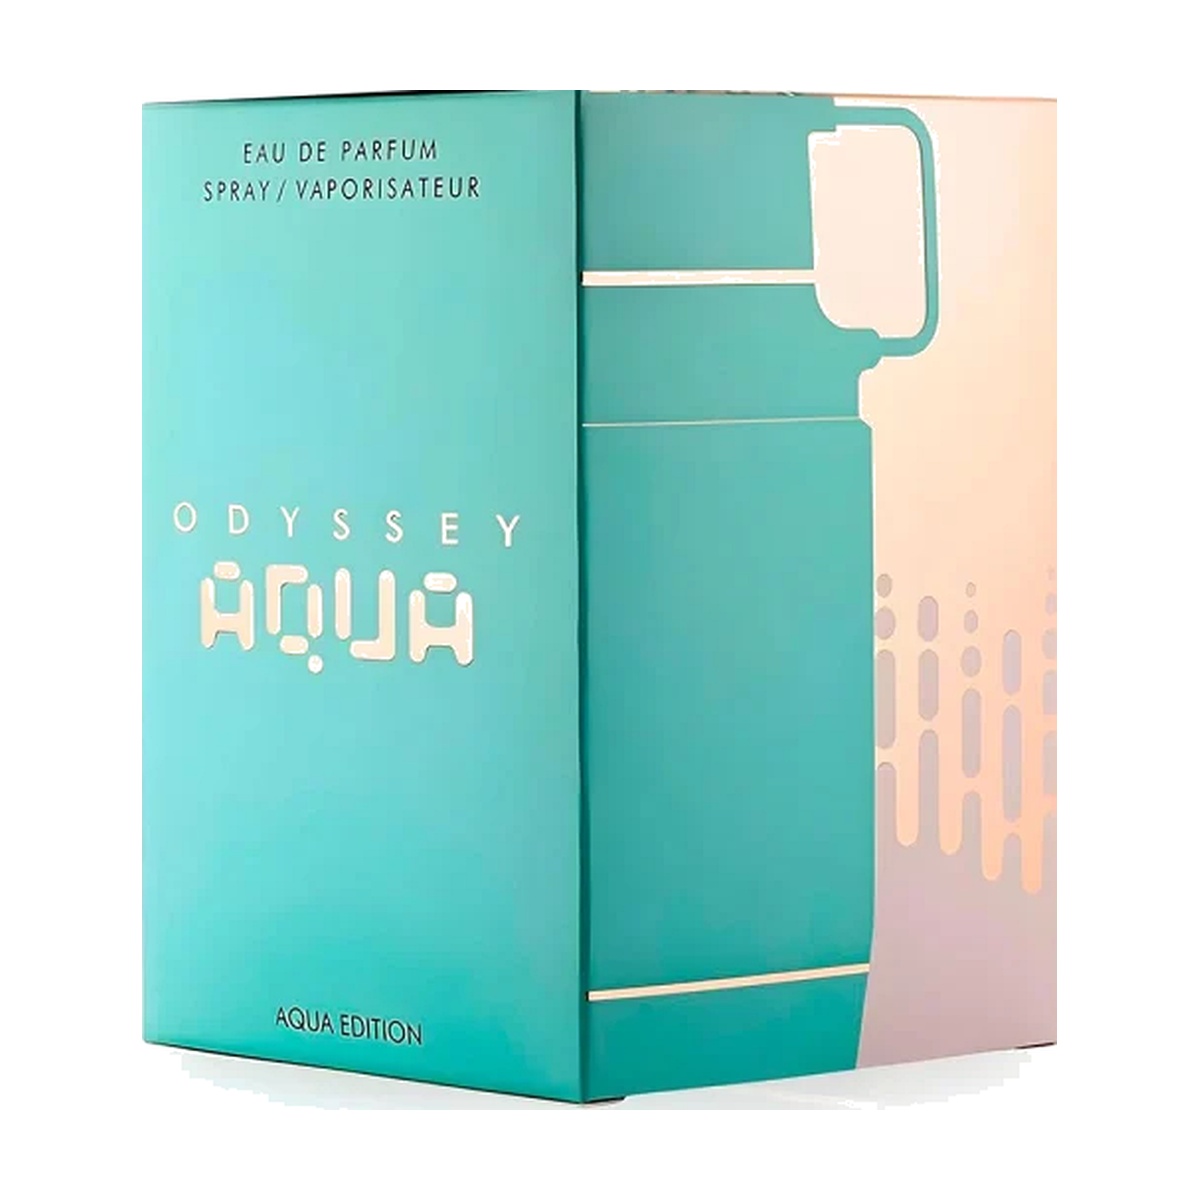 EAU DE PARFUM
SPRAY / VAPORISATEUR
ODYSSEY
AQUA
AQUA EDITION